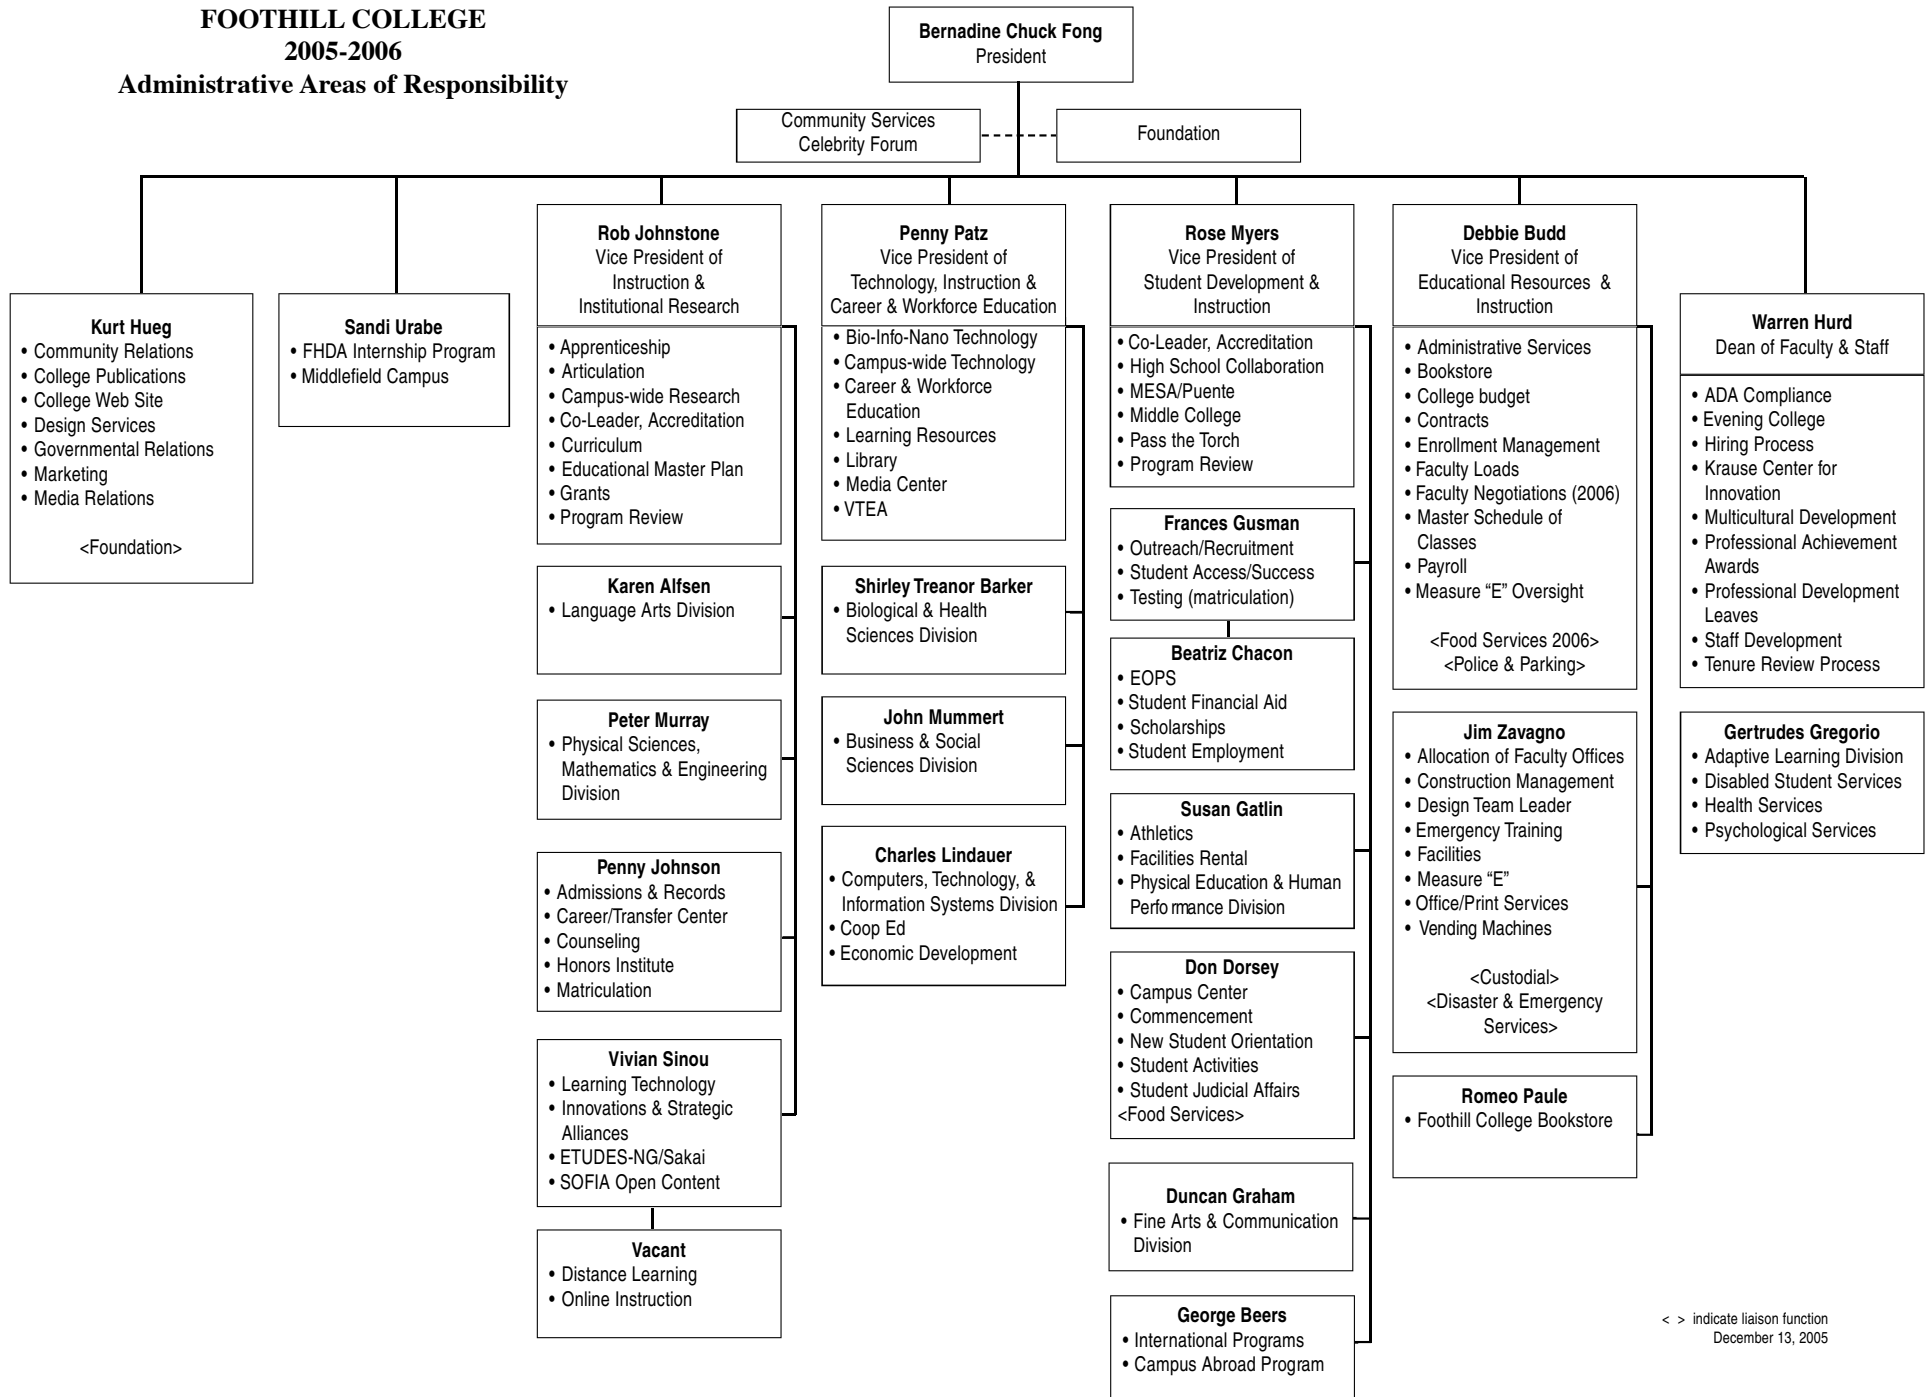 FOOTHILL COLLEGE
2005-2006
Administrative Areas of Responsibility
Bernadine Chuck Fong
President
Community Services
Celebrity Forum
Foundation
Kurt Hueg
• Community Relations
• College Publications
• College Web Site
• Design Services
• Governmental Relations
• Marketing
• Media Relations
<Foundation>
Sandi Urabe
• FHDA Internship Program
• Middlefield Campus
Rob Johnstone
Vice President of
Instruction &
Institutional Research
• Apprenticeship
• Articulation
• Campus-wide Research
• Co-Leader, Accreditation
• Curriculum
• Educational Master Plan
• Grants
• Program Review
Karen Alfsen
• Language Arts Division
Peter Murray
• Physical Sciences,
Mathematics & Engineering
Division
Penny Johnson
• Admissions & Records
• Career/Transfer Center
• Counseling
• Honors Institute
• Matriculation
Vivian Sinou
• Learning Technology
• Innovations & Strategic
Alliances
• ETUDES-NG/Sakai
• SOFIA Open Content
Vacant
• Distance Learning
• Online Instruction
Penny Patz
Vice President of
Technology, Instruction &
Career & Workforce Education
• Bio-Info-Nano Technology
• Campus-wide Technology
• Career & Workforce
Education
• Learning Resources
• Library
• Media Center
• VTEA
Shirley Treanor Barker
• Biological & Health
Sciences Division
John Mummert
• Business & Social
Sciences Division
Charles Lindauer
• Computers, Technology, &
Information Systems Division
• Coop Ed
• Economic Development
Rose Myers
Vice President of
Student Development &
Instruction
• Co-Leader, Accreditation
• High School Collaboration
• MESA/Puente
• Middle College
• Pass the Torch
• Program Review
Frances Gusman
• Outreach/Recruitment
• Student Access/Success
• Testing (matriculation)
Beatriz Chacon
• EOPS
• Student Financial Aid
• Scholarships
• Student Employment
Susan Gatlin
• Athletics
• Facilities Rental
• Physical Education & Human
Performance Division
Don Dorsey
• Campus Center
• Commencement
• New Student Orientation
• Student Activities
• Student Judicial Affairs
<Food Services>
Duncan Graham
• Fine Arts & Communication
Division
George Beers
• International Programs
• Campus Abroad Program
Debbie Budd
Vice President of
Educational Resources &
Instruction
• Administrative Services
• Bookstore
• College budget
• Contracts
• Enrollment Management
• Faculty Loads
• Faculty Negotiations (2006)
• Master Schedule of
Classes
• Payroll
• Measure “E” Oversight
<Food Services 2006>
<Police & Parking>
Jim Zavagno
• Allocation of Faculty Offices
• Construction Management
• Design Team Leader
• Emergency Training
• Facilities
• Measure “E”
• Office/Print Services
• Vending Machines
<Custodial>
<Disaster & Emergency
Services>
Romeo Paule
• Foothill College Bookstore
Warren Hurd
Dean of Faculty & Staff
• ADA Compliance
• Evening College
• Hiring Process
• Krause Center for
Innovation
• Multicultural Development
• Professional Achievement
Awards
• Professional Development
Leaves
• Staff Development
• Tenure Review Process
Gertrudes Gregorio
• Adaptive Learning Division
• Disabled Student Services
• Health Services
• Psychological Services
< > indicate liaison function
December 13, 2005